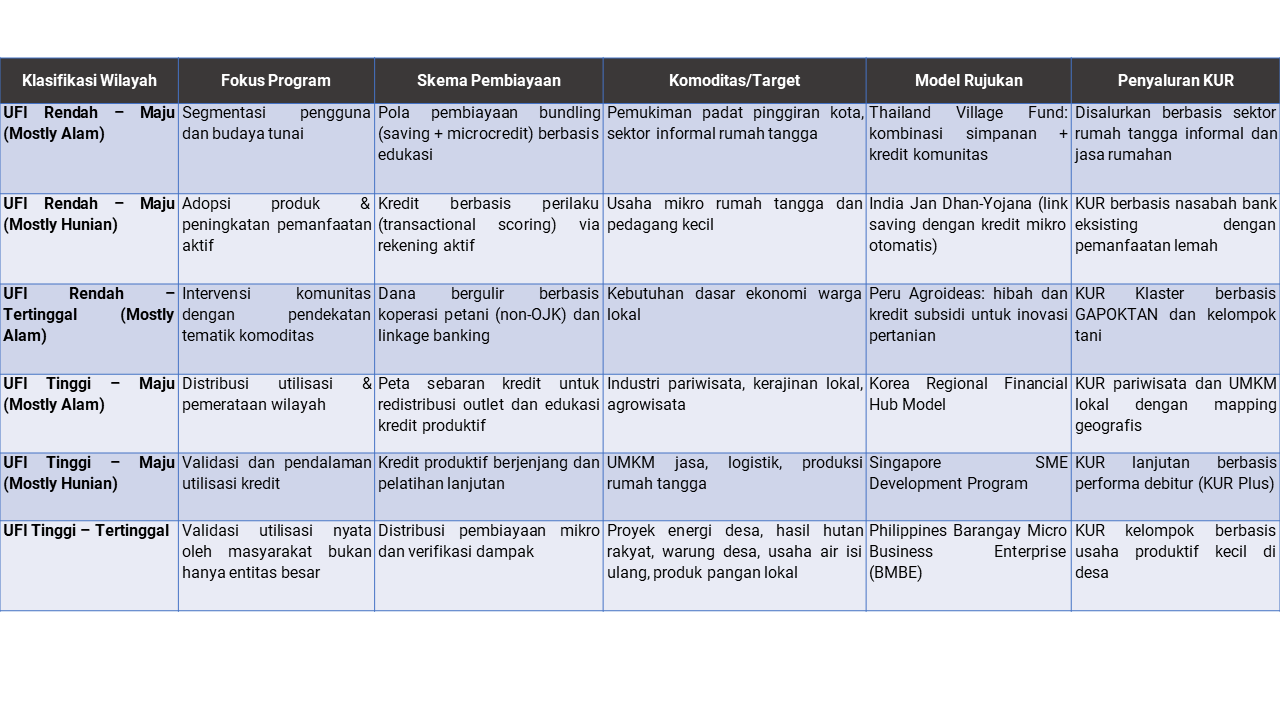 Klasifikasi Wilayah
Fokus Program
Skema Pembiayaan
Komoditas/Target
Model Rujukan
Penyaluran KUR
UFI Rendah – Maju
(Mostly Alam)
Segmentasi pengguna
dan budaya tunai
Pola pembiayaan bundling
(saving + microcredit) berbasis
edukasi
Pemukiman padat pinggiran kota,
sektor informal rumah tangga
Thailand Village Fund:
kombinasi simpanan +
kredit komunitas
Disalurkan berbasis sektor
rumah tangga informal dan
jasa rumahan
UFI Rendah – Maju
(Mostly Hunian)
Adopsi produk &
peningkatan pemanfaatan
aktif
Kredit berbasis perilaku
(transactional scoring) via
rekening aktif
Usaha mikro rumah tangga dan
pedagang kecil
India Jan Dhan-Yojana (link
saving dengan kredit mikro
otomatis)
KUR berbasis nasabah bank
eksisting dengan
pemanfaatan lemah
UFI Rendah –
Tertinggal (Mostly
Alam)
Intervensi komunitas
dengan pendekatan
tematik komoditas
Dana bergulir berbasis
koperasi petani (non-OJK) dan
linkage banking
Kebutuhan dasar ekonomi warga
lokal
Peru Agroideas: hibah dan
kredit subsidi untuk inovasi
pertanian
KUR Klaster berbasis
GAPOKTAN dan kelompok
tani
UFI Tinggi – Maju
(Mostly Alam)
Distribusi utilisasi &
pemerataan wilayah
Peta sebaran kredit untuk
redistribusi outlet dan edukasi
kredit produktif
Industri pariwisata, kerajinan lokal,
agrowisata
Korea Regional Financial
Hub Model
KUR pariwisata dan UMKM
lokal dengan mapping
geografis
UFI Tinggi – Maju
(Mostly Hunian)
Validasi dan pendalaman
utilisasi kredit
Kredit produktif berjenjang dan
pelatihan lanjutan
UMKM jasa, logistik, produksi
rumah tangga
Singapore SME
Development Program
KUR lanjutan berbasis
performa debitur (KUR Plus)
UFI Tinggi – Tertinggal
Validasi utilisasi nyata
oleh masyarakat bukan
hanya entitas besar
Distribusi pembiayaan mikro
dan verifikasi dampak
Proyek energi desa, hasil hutan
rakyat, warung desa, usaha air isi
ulang, produk pangan lokal
Philippines Barangay Micro
Business Enterprise
(BMBE)
KUR kelompok berbasis
usaha produktif kecil di
desa